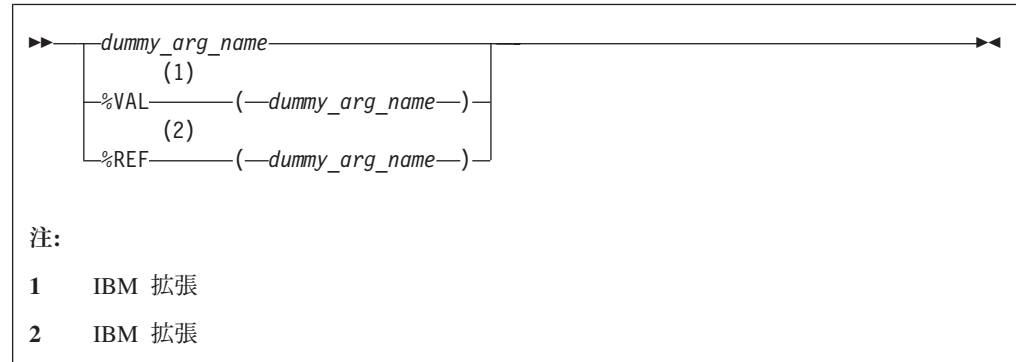 dummy_arg_name
(1)
%VAL ( dummy_arg_name )
(2)
%REF ( dummy_arg_name )
注:
1 IBM 拡張
2 IBM 拡張